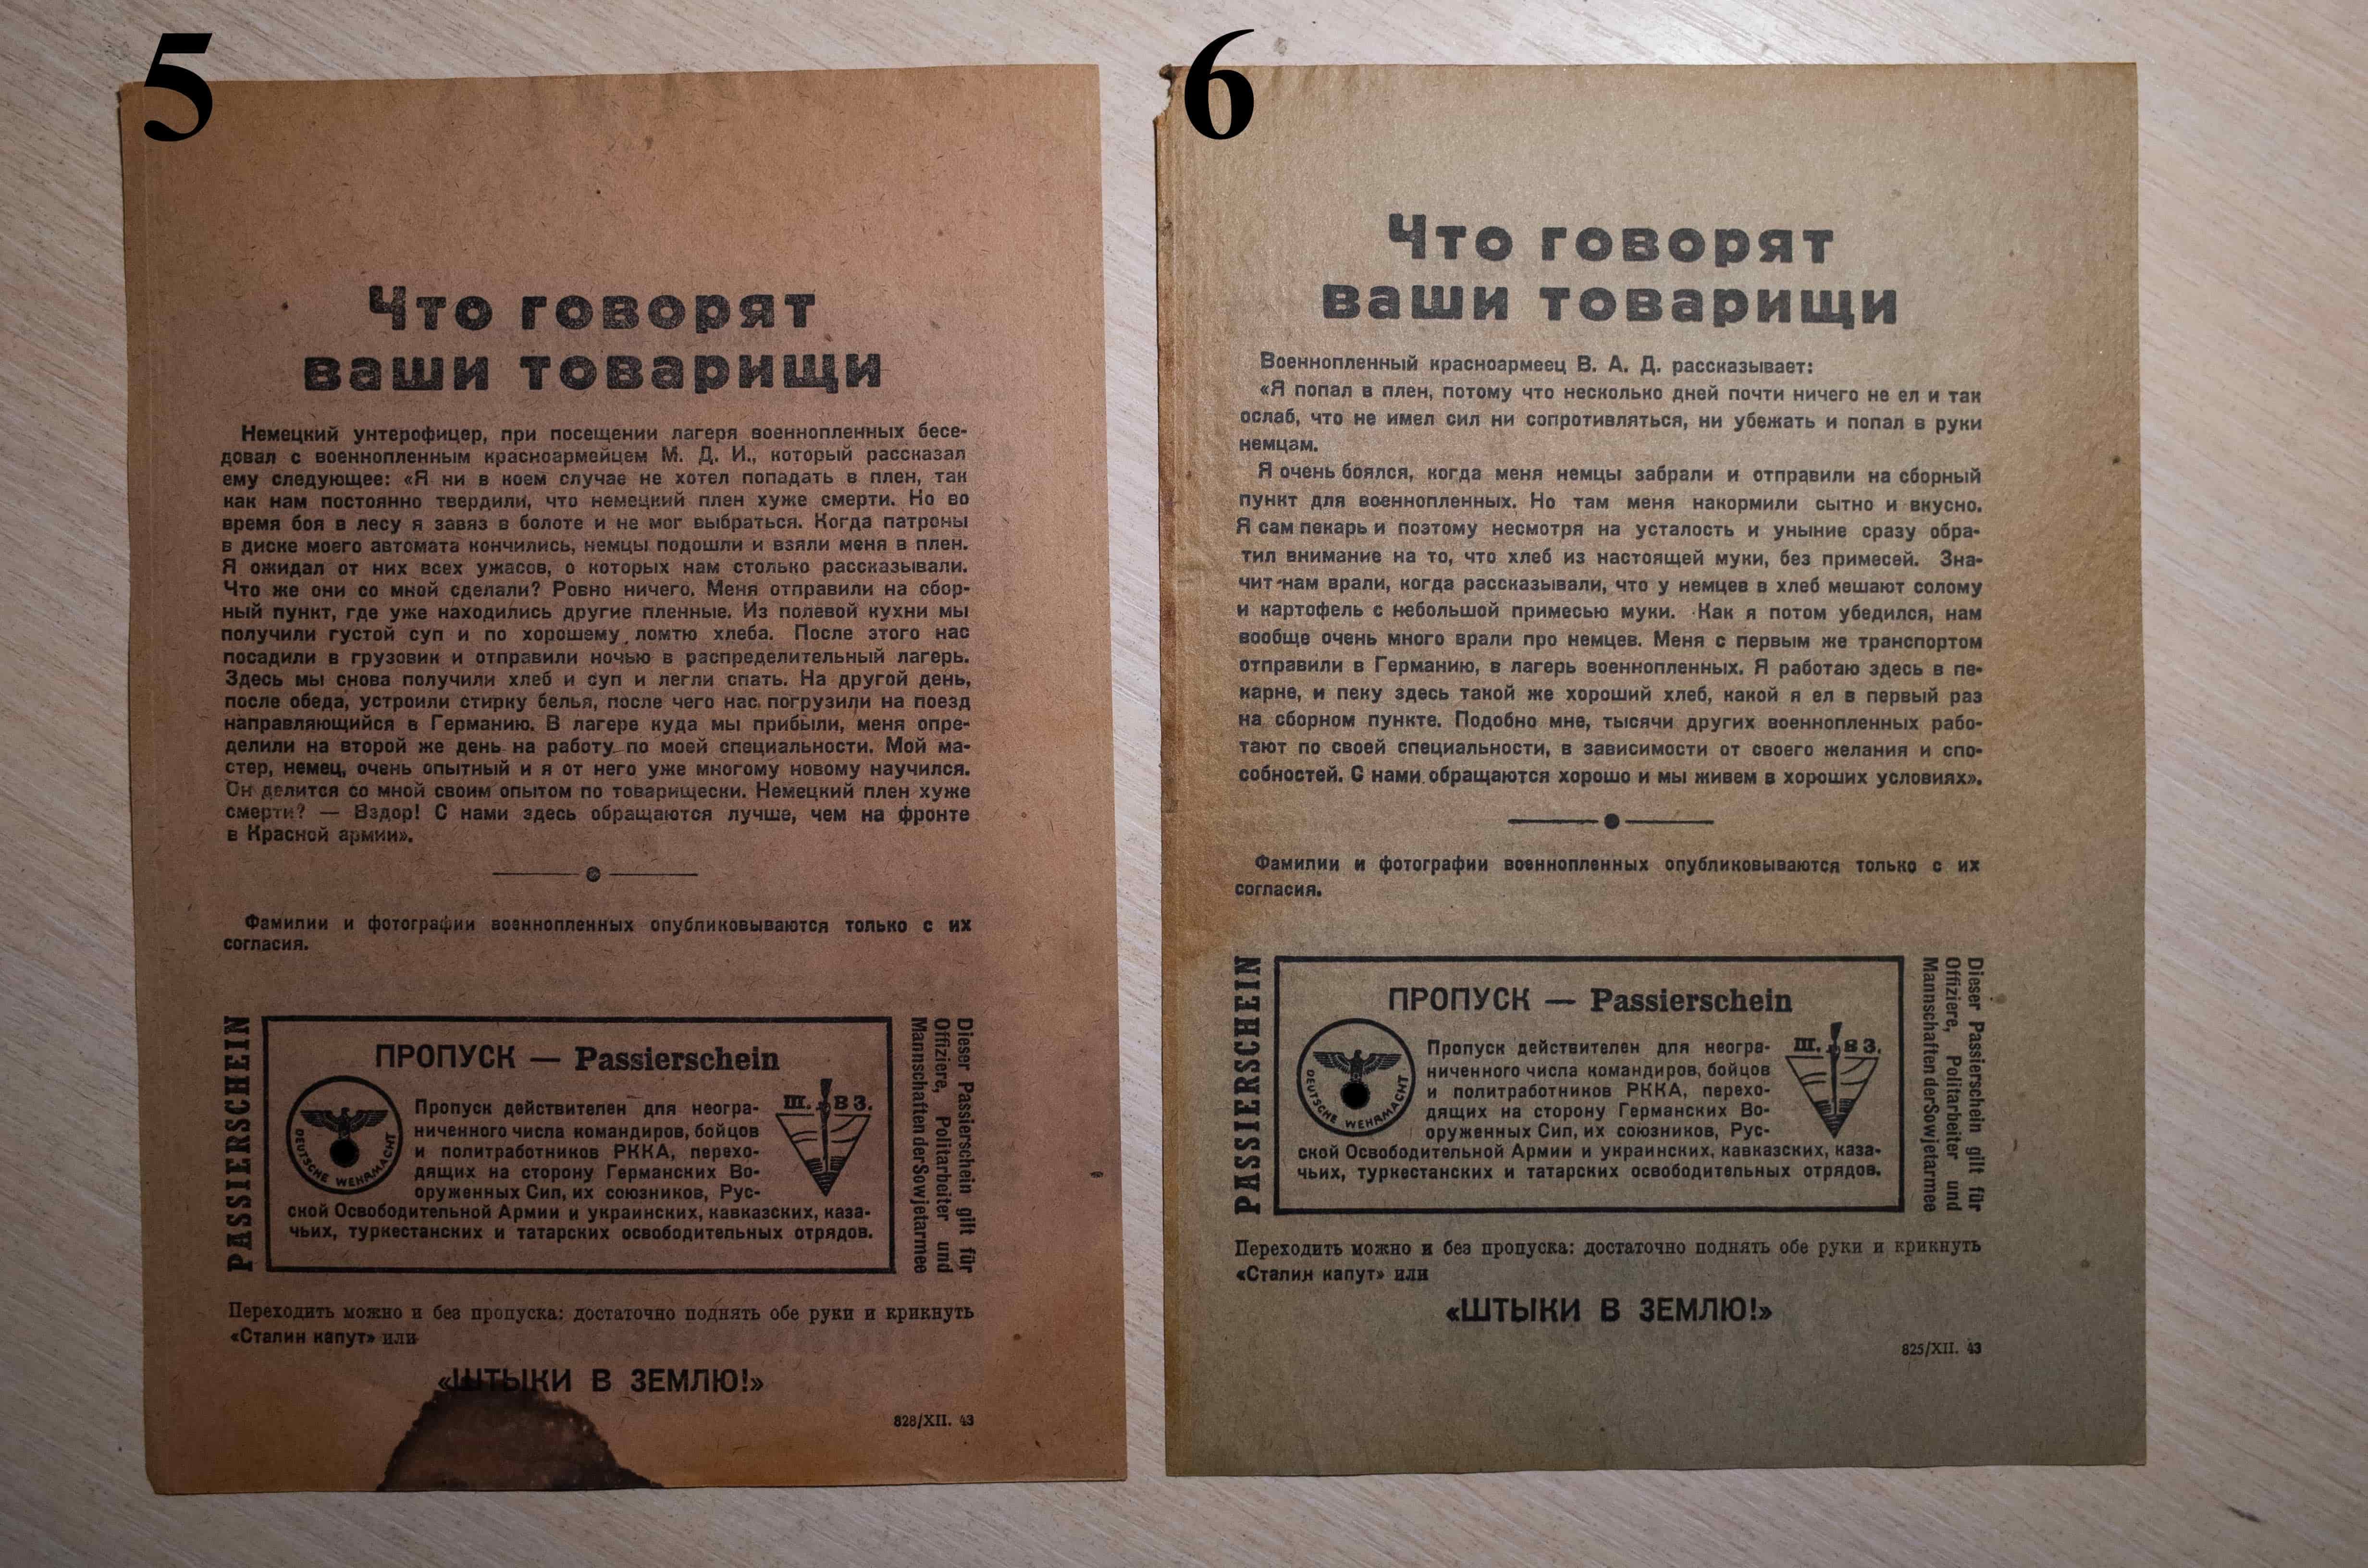 5
Что говорят
ваши товарищи
Немецкий унтерофицер, при посещении лагеря военнопленных бесе-
довал с военнопленным красноармейцем М. Д. И., который рассказал
ему следующее: «Я ни в коем случае не хотел попадать в плен, так
как нам постоянно твердили, что немецкий плен хуже смерти. Но во
время боя в лесу я завяз в болоте и не мог выбраться. Когда патроны
в диске моего автомата кончились, немцы подошли и взяли меня в плен.
Я ожидал от них всех ужасов, о которых нам столько рассказывали.
Что же они со мной сделали? Ровно ничего. Меня отправили на сбор-
ный пункт, где уже находились другие пленные. Из полевой кухни мы
получили густой суп и по хорошему ломтю хлеба. После этого нас
посадили в грузовик и отправили ночью в распределительный лагерь.
Здесь мы снова получили хлеб и суп и легли спать. На другой день,
после обеда, устроили стирку белья, после чего нас погрузили на поезд
направляющийся в Германию. В лагере куда мы прибыли, меня опре-
делили на второй же день на работу по моей специальности. Мой ма-
стер, немец, очень опытный и я от него уже многому новому научился.
Он делится со мной своим опытом по товарищески. Немецкий плен хуже
смерти? — Вздор! С нами здесь обращаются лучше, чем на фронте
в Красной армии».
Фамилии и фотографии военнопленных опубликовываются только с их
согласия.
PASSIERSCHEIN
ПРОПУСК — Passierschein
DEUTSCHE WEHRMACHT
Ш. В З.
Пропуск действителен для неогра-
ниченного числа командиров, бойцов
и политработников РККА, перехо-
дящих на сторону Германских Во-
оруженных Сил, их союзников, Рус-
ской Освободительной Армии и украинских, кавказских, каза-
чьих, туркестанских и татарских освободительных отрядов.
Dieser Passierschein gilt für
Offiziere, Politarbeiter und
Mannschaften der Sowjetarmee
Переходить можно и без пропуска: достаточно поднять обе руки и крикнуть
«Сталин капут» или
«ШТЫКИ В ЗЕМЛЮ!»
828/XII. 43
6
Что говорят
ваши товарищи
Военнопленный красноармеец В. А. Д. рассказывает:
«Я попал в плен, потому что несколько дней почти ничего не ел и так
ослаб, что не имел сил ни сопротивляться, ни убежать и попал в руки
немцам.
Я очень боялся, когда меня немцы забрали и отправили на сборный
пункт для военнопленных. Но там меня накормили сытно и вкусно.
Я сам пекарь и поэтому несмотря на усталость и уныние сразу обра-
тил внимание на то, что хлеб из настоящей муки, без примесей. Зна-
чит нам врали, когда рассказывали, что у немцев в хлеб мешают солому
и картофель с небольшой примесью муки. Как я потом убедился, нам
вообще очень много врали про немцев. Меня с первым же транспортом
отправили в Германию, в лагерь военнопленных. Я работаю здесь в пе-
карне, и пеку здесь такой же хороший хлеб, какой я ел в первый раз
на сборном пункте. Подобно мне, тысячи других военнопленных рабо-
тают по своей специальности, в зависимости от своего желания и спо-
собностей. С нами обращаются хорошо и мы живем в хороших условиях».
Фамилии и фотографии военнопленных опубликовываются только с их
согласия.
PASSIERSCHEIN
ПРОПУСК — Passierschein
DEUTSCHE WEHRMACHT
Ш. В З.
Пропуск действителен для неогра-
ниченного числа командиров, бойцов
и политработников РККА, перехо-
дящих на сторону Германских Во-
оруженных Сил, их союзников, Рус-
ской Освободительной Армии и украинских, кавказских, каза-
чьих, туркестанских и татарских освободительных отрядов.
Dieser Passierschein gilt für
Offiziere, Politarbeiter und
Mannschaften der Sowjetarmee
Переходить можно и без пропуска: достаточно поднять обе руки и крикнуть
«Сталин капут» или
«ШТЫКИ В ЗЕМЛЮ!»
825/XII. 43